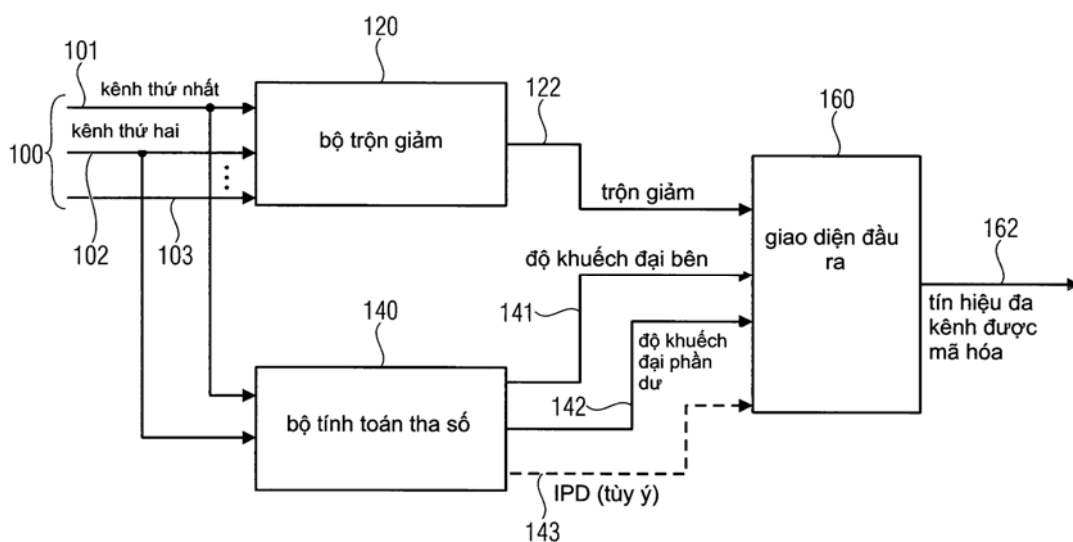 101
kênh thứ nhất
kênh thứ hai
100
102
103
120
bộ trộn giảm
122
trộn giảm
160
giao diện đầu
ra
162
tín hiệu đa
kênh được
mã hóa
độ khuếch đại bên
141
140
bộ tính toán tha số
độ khuếch
đại phần
dư
142
IPD (tùy ý)
143